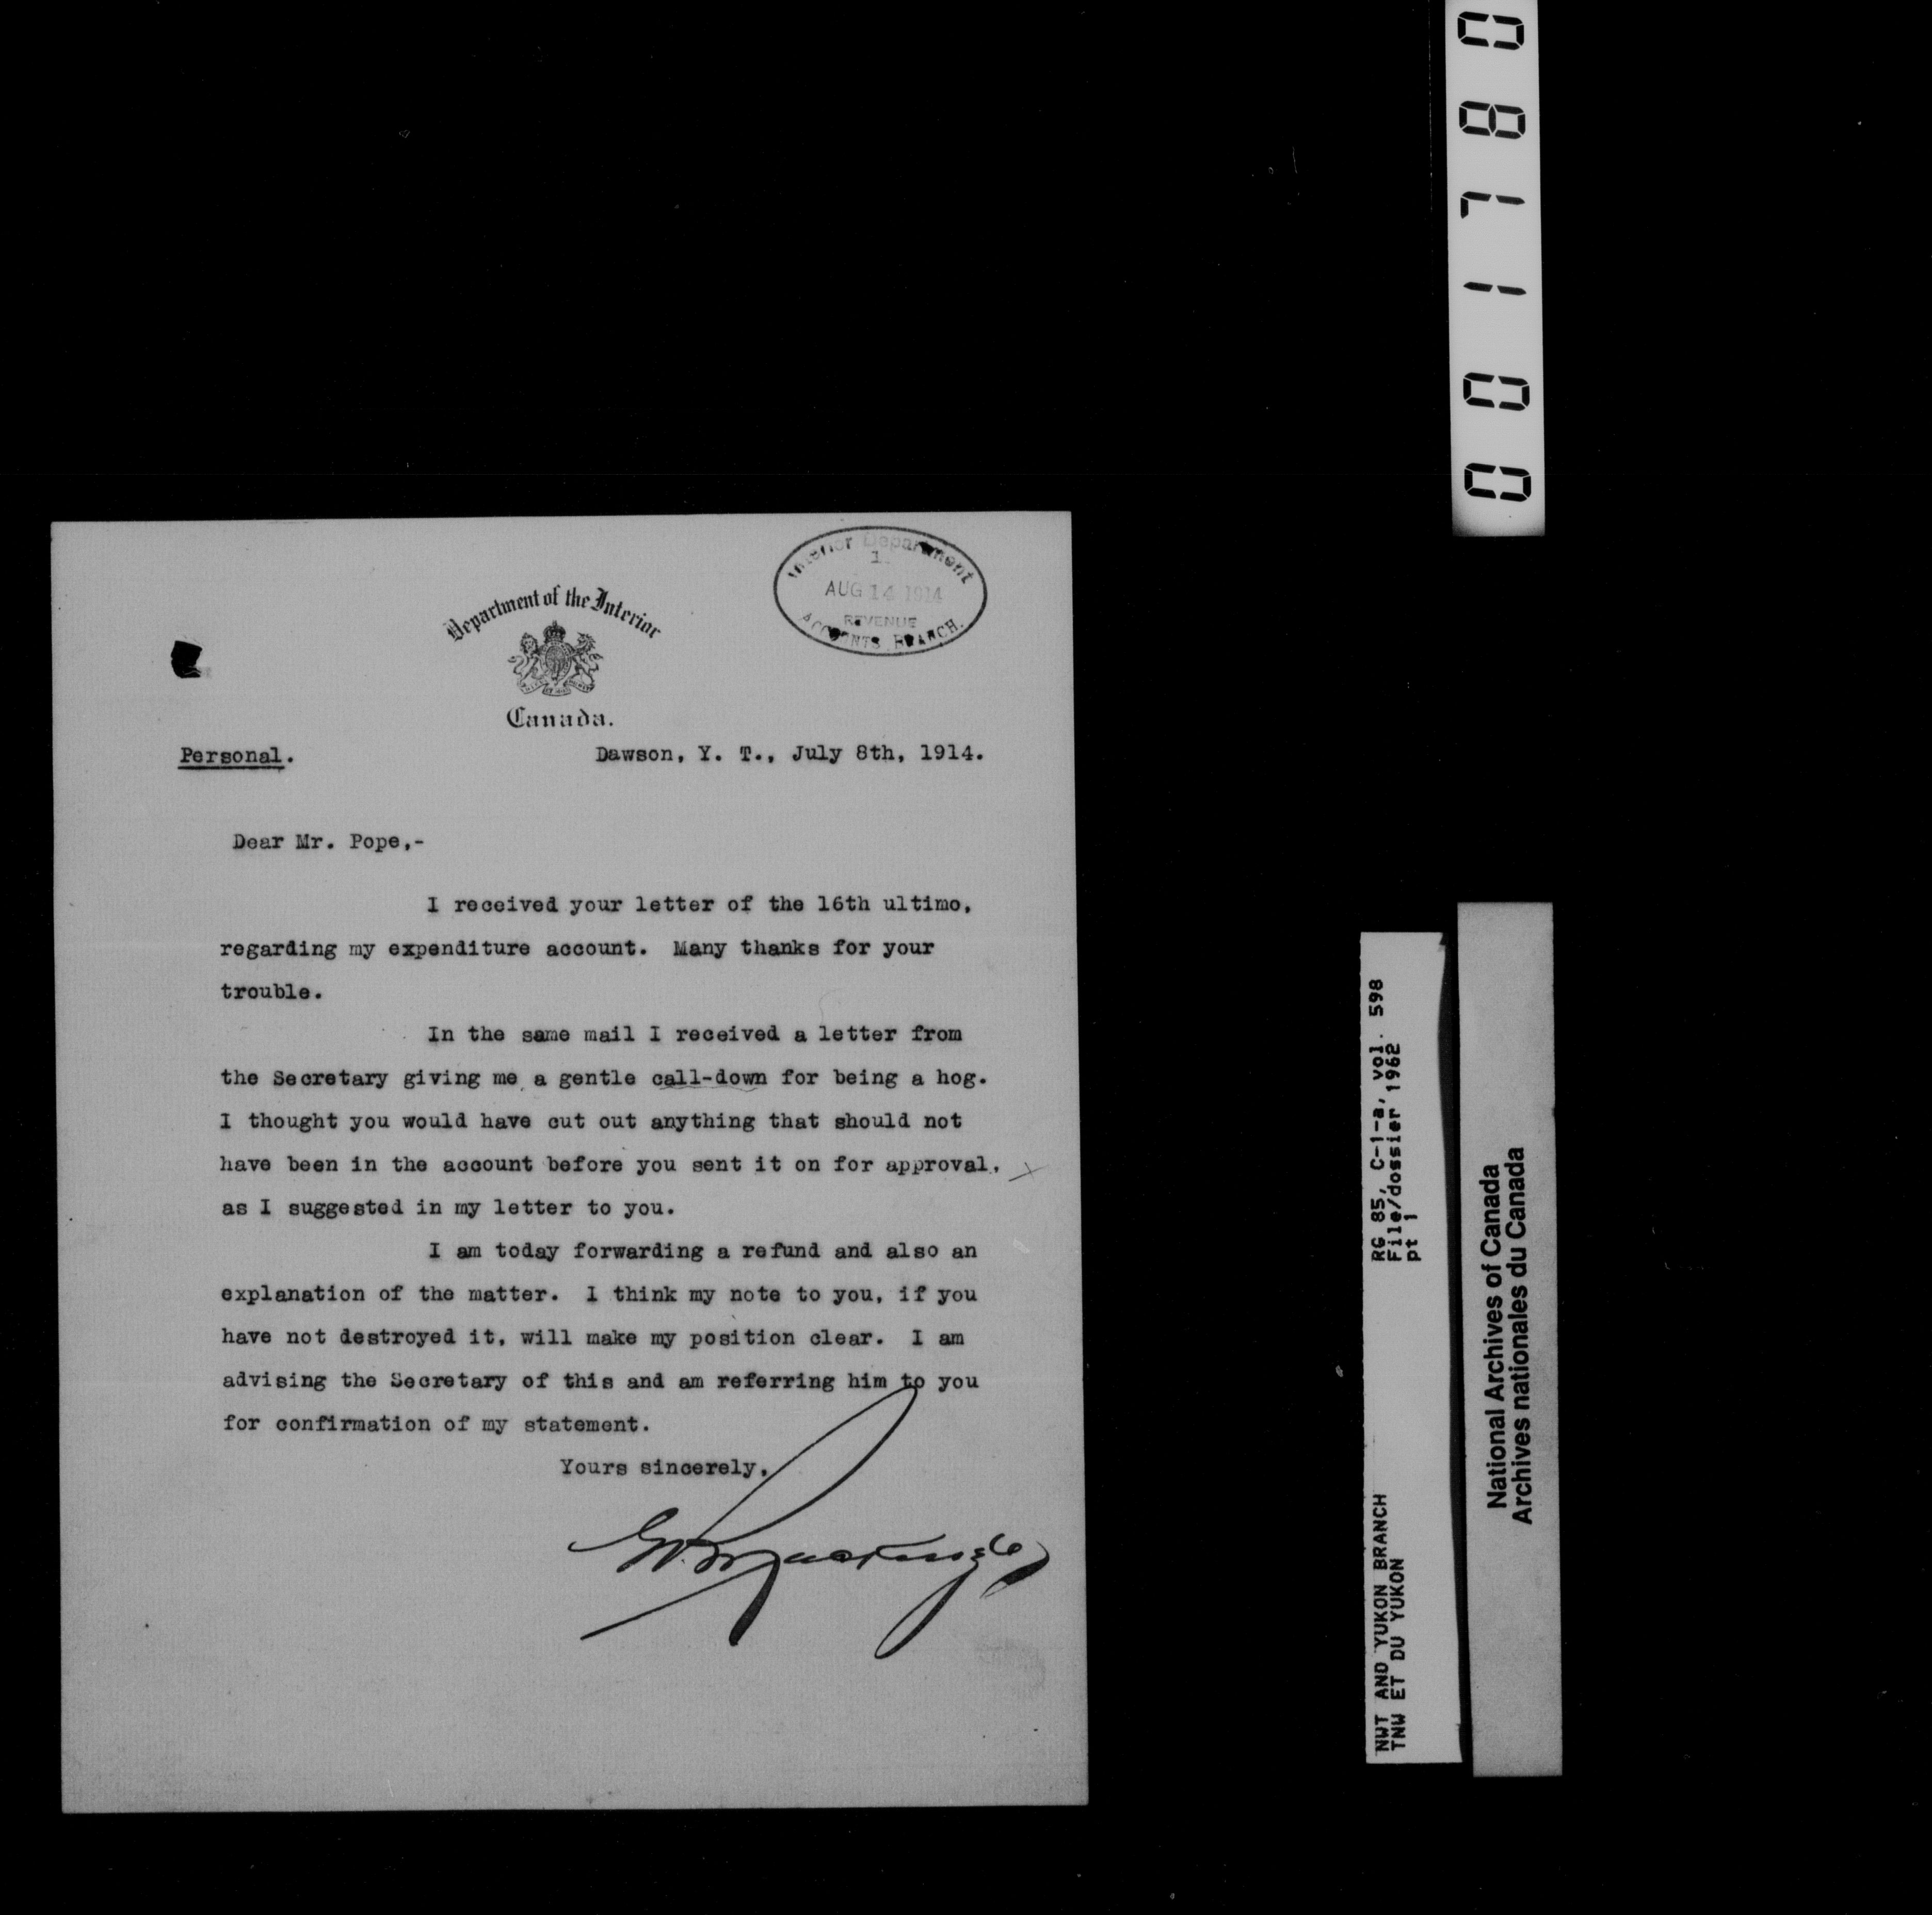 001780
Interior Department
1
AUG 14 1914
REVENUE
ACCOUNTS BRANCH.
Department of the Interior
Canada.
Personal.
Dawson, Y. T., July 8th, 1914.
Dear Mr. Pope,-
I received your letter of the 16th ultimo,
regarding my expenditure account. Many thanks for your
trouble.
In the same mail I received a letter from
the Secretary giving me a gentle call-down for being a hog.
I thought you would have cut out anything that should not
have been in the account before you sent it on for approval,
as I suggested in my letter to you.
I am today forwarding a refund and also an
explanation of the matter. I think my note to you, if you
have not destroyed it, will make my position clear. I am
advising the Secretary of this and am referring him to you
for confirmation of my statement.
Yours sincerely,
RG 85, C-1-a, vol. 598
File/dossier 1962
pt 1
NWT AND YUKON BRANCH
TNW ET DU YUKON
National Archives of Canada
Archives nationales du Canada